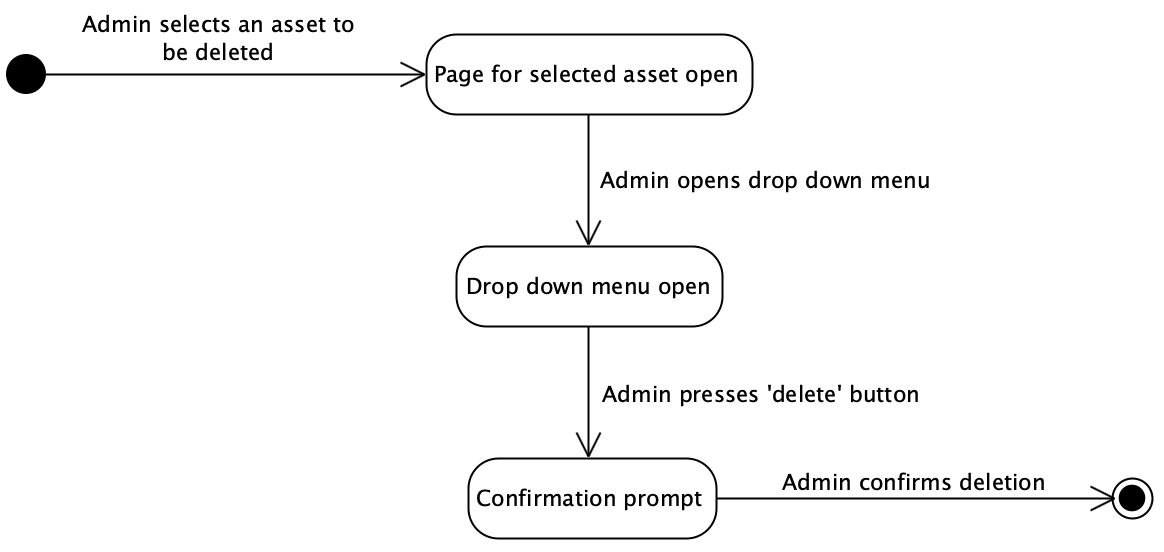 Admin selects an asset to
be deleted
Page for selected asset open
Admin opens drop down menu
Drop down menu open
Admin presses 'delete' button
Confirmation prompt
Admin confirms deletion